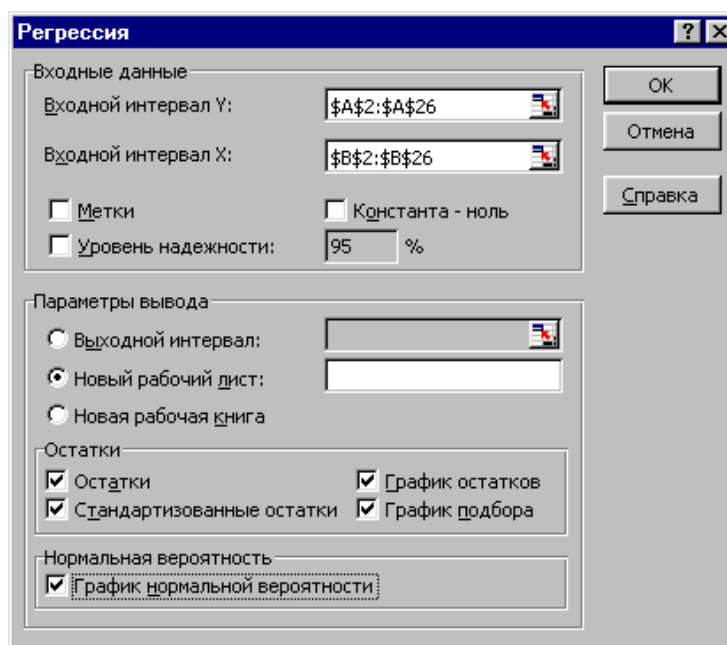 Регрессия
Входные данные
Входной интервал Y: $A$2:$A$26
Входной интервал X: $B$2:$B$26
Метки Константа - ноль
Уровень надежности: 95 %
OK
Отмена
Справка
Параметры вывода
Выходной интервал:
Новый рабочий лист:
Новая рабочая книга
Остатки
Остатки График остатков
Стандартизованные остатки График подбора
Нормальная вероятность
График нормальной вероятности